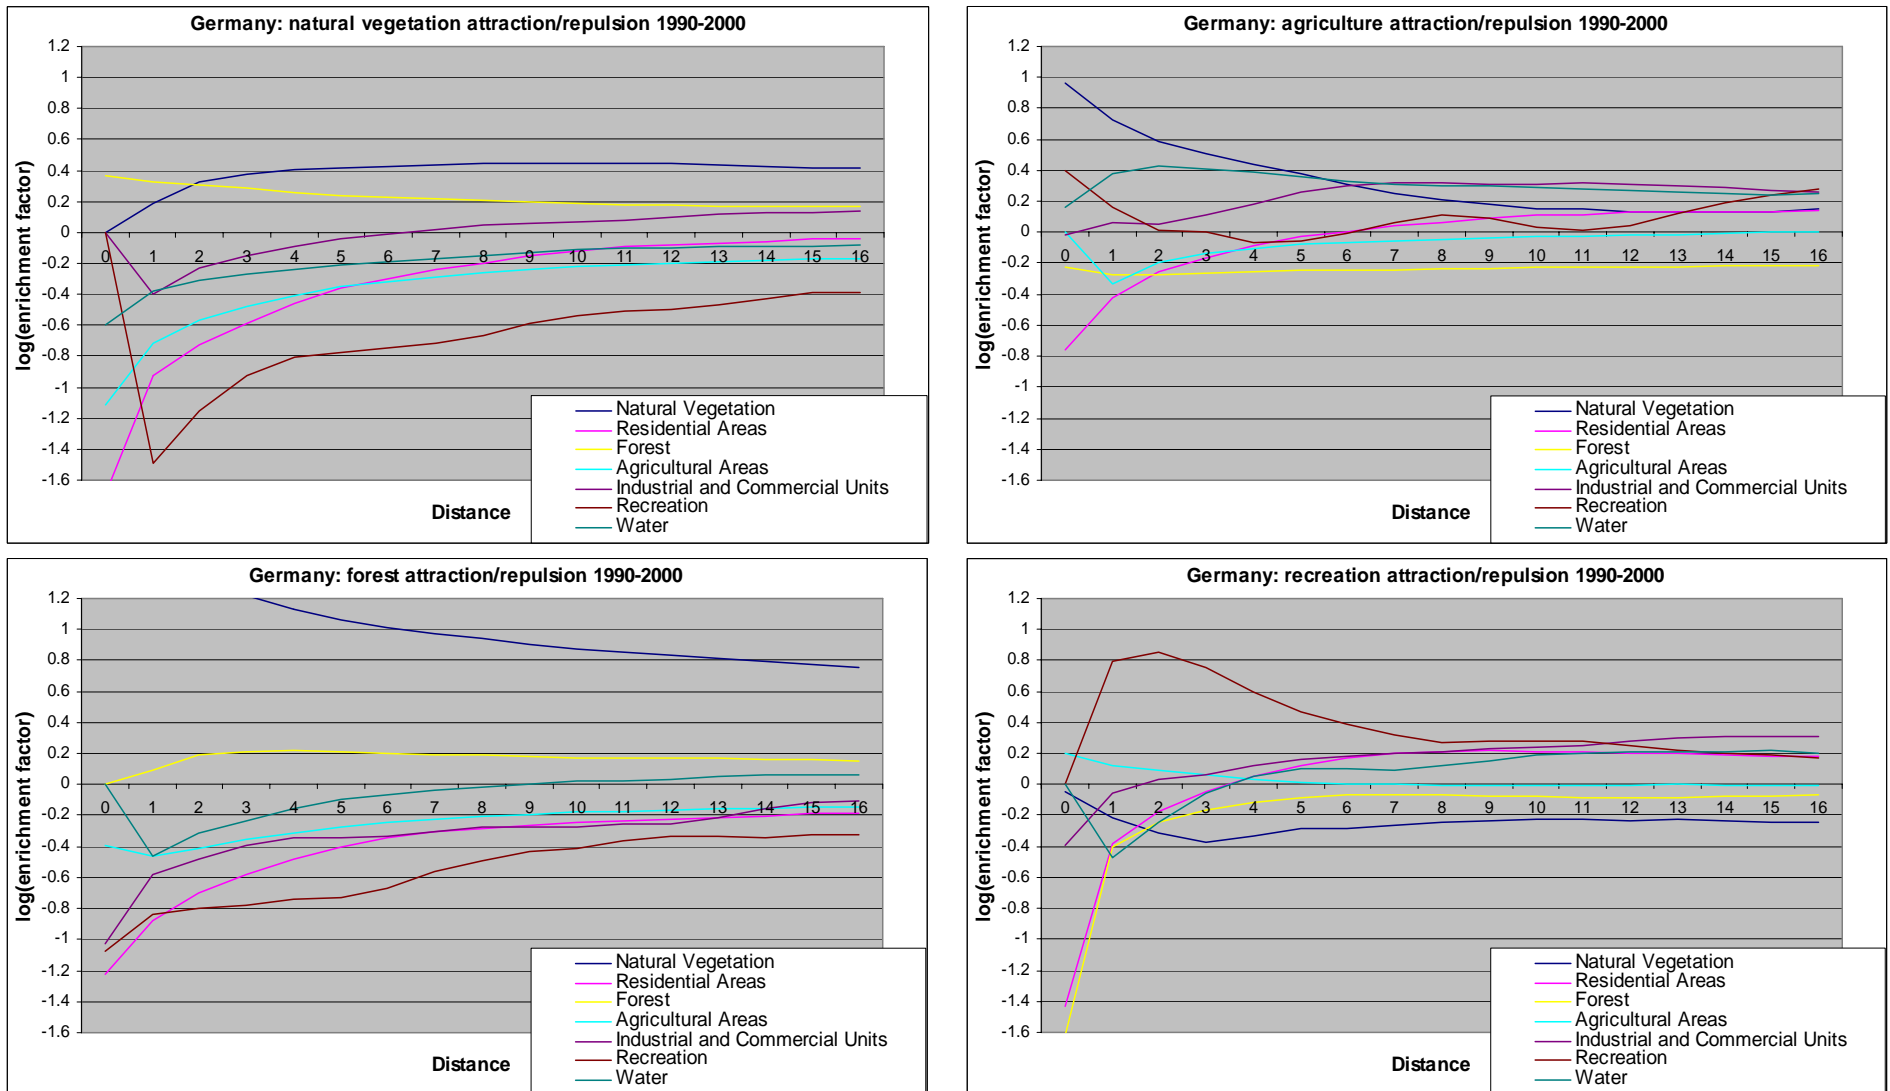 Germany: natural vegetation attraction/repulsion 1990-2000
1.2
1
0.8
0.6
0.4
0.2
0
-0.2
-0.4
-0.6
-0.8
-1
-1.2
-1.4
-1.6
log(enrichment factor)
0 1 2 3 4 5 6 7 8 9 10 11 12 13 14 15 16
Distance
Natural Vegetation
Residential Areas
Forest
Agricultural Areas
Industrial and Commercial Units
Recreation
Water
Germany: agriculture attraction/repulsion 1990-2000
1.2
1
0.8
0.6
0.4
0.2
0
-0.2
-0.4
-0.6
-0.8
-1
-1.2
-1.4
-1.6
log(enrichment factor)
0 1 2 3 4 5 6 7 8 9 10 11 12 13 14 15 16
Distance
Natural Vegetation
Residential Areas
Forest
Agricultural Areas
Industrial and Commercial Units
Recreation
Water
Germany: forest attraction/repulsion 1990-2000
1.2
1
0.8
0.6
0.4
0.2
0
-0.2
-0.4
-0.6
-0.8
-1
-1.2
-1.4
-1.6
log(enrichment factor)
0 1 2 3 4 5 6 7 8 9 10 11 12 13 14 15 16
Distance
Natural Vegetation
Residential Areas
Forest
Agricultural Areas
Industrial and Commercial Units
Recreation
Water
Germany: recreation attraction/repulsion 1990-2000
1.2
1
0.8
0.6
0.4
0.2
0
-0.2
-0.4
-0.6
-0.8
-1
-1.2
-1.4
-1.6
log(enrichment factor)
0 1 2 3 4 5 6 7 8 9 10 11 12 13 14 15 16
Distance
Natural Vegetation
Residential Areas
Forest
Agricultural Areas
Industrial and Commercial Units
Recreation
Water